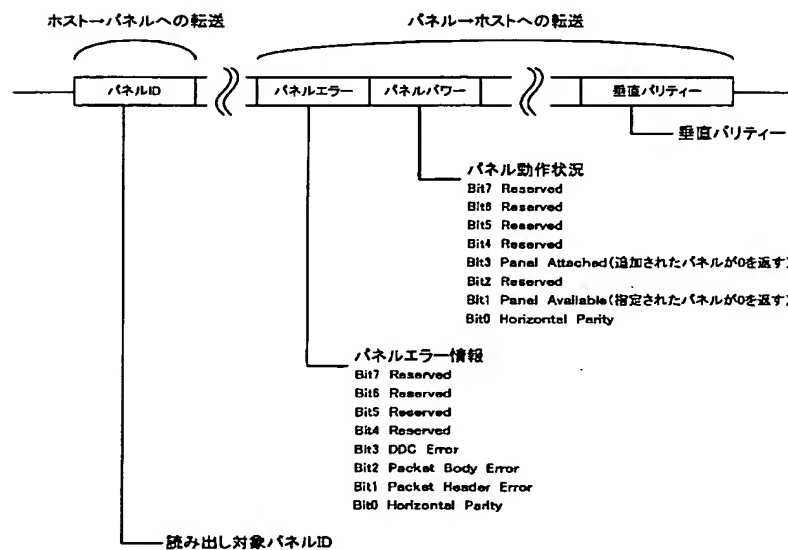 ホスト→パネルへの転送
パネル→ホストへの転送
パネルID
パネルエラー
パネルパワー
垂直パリティー
垂直パリティー
パネル動作状況
Bit7 Reserved
Bit6 Reserved
Bit5 Reserved
Bit4 Reserved
Bit3 Panel Attached(追加されたパネルが0を返す)
Bit2 Reserved
Bit1 Panel Available(指定されたパネルが0を返す)
Bit0 Horizontal Parity
パネルエラー情報
Bit7 Reserved
Bit6 Reserved
Bit5 Reserved
Bit4 Reserved
Bit3 DDC Error
Bit2 Packet Body Error
Bit1 Packet Header Error
Bit0 Horizontal Parity
読み出し対象パネルID